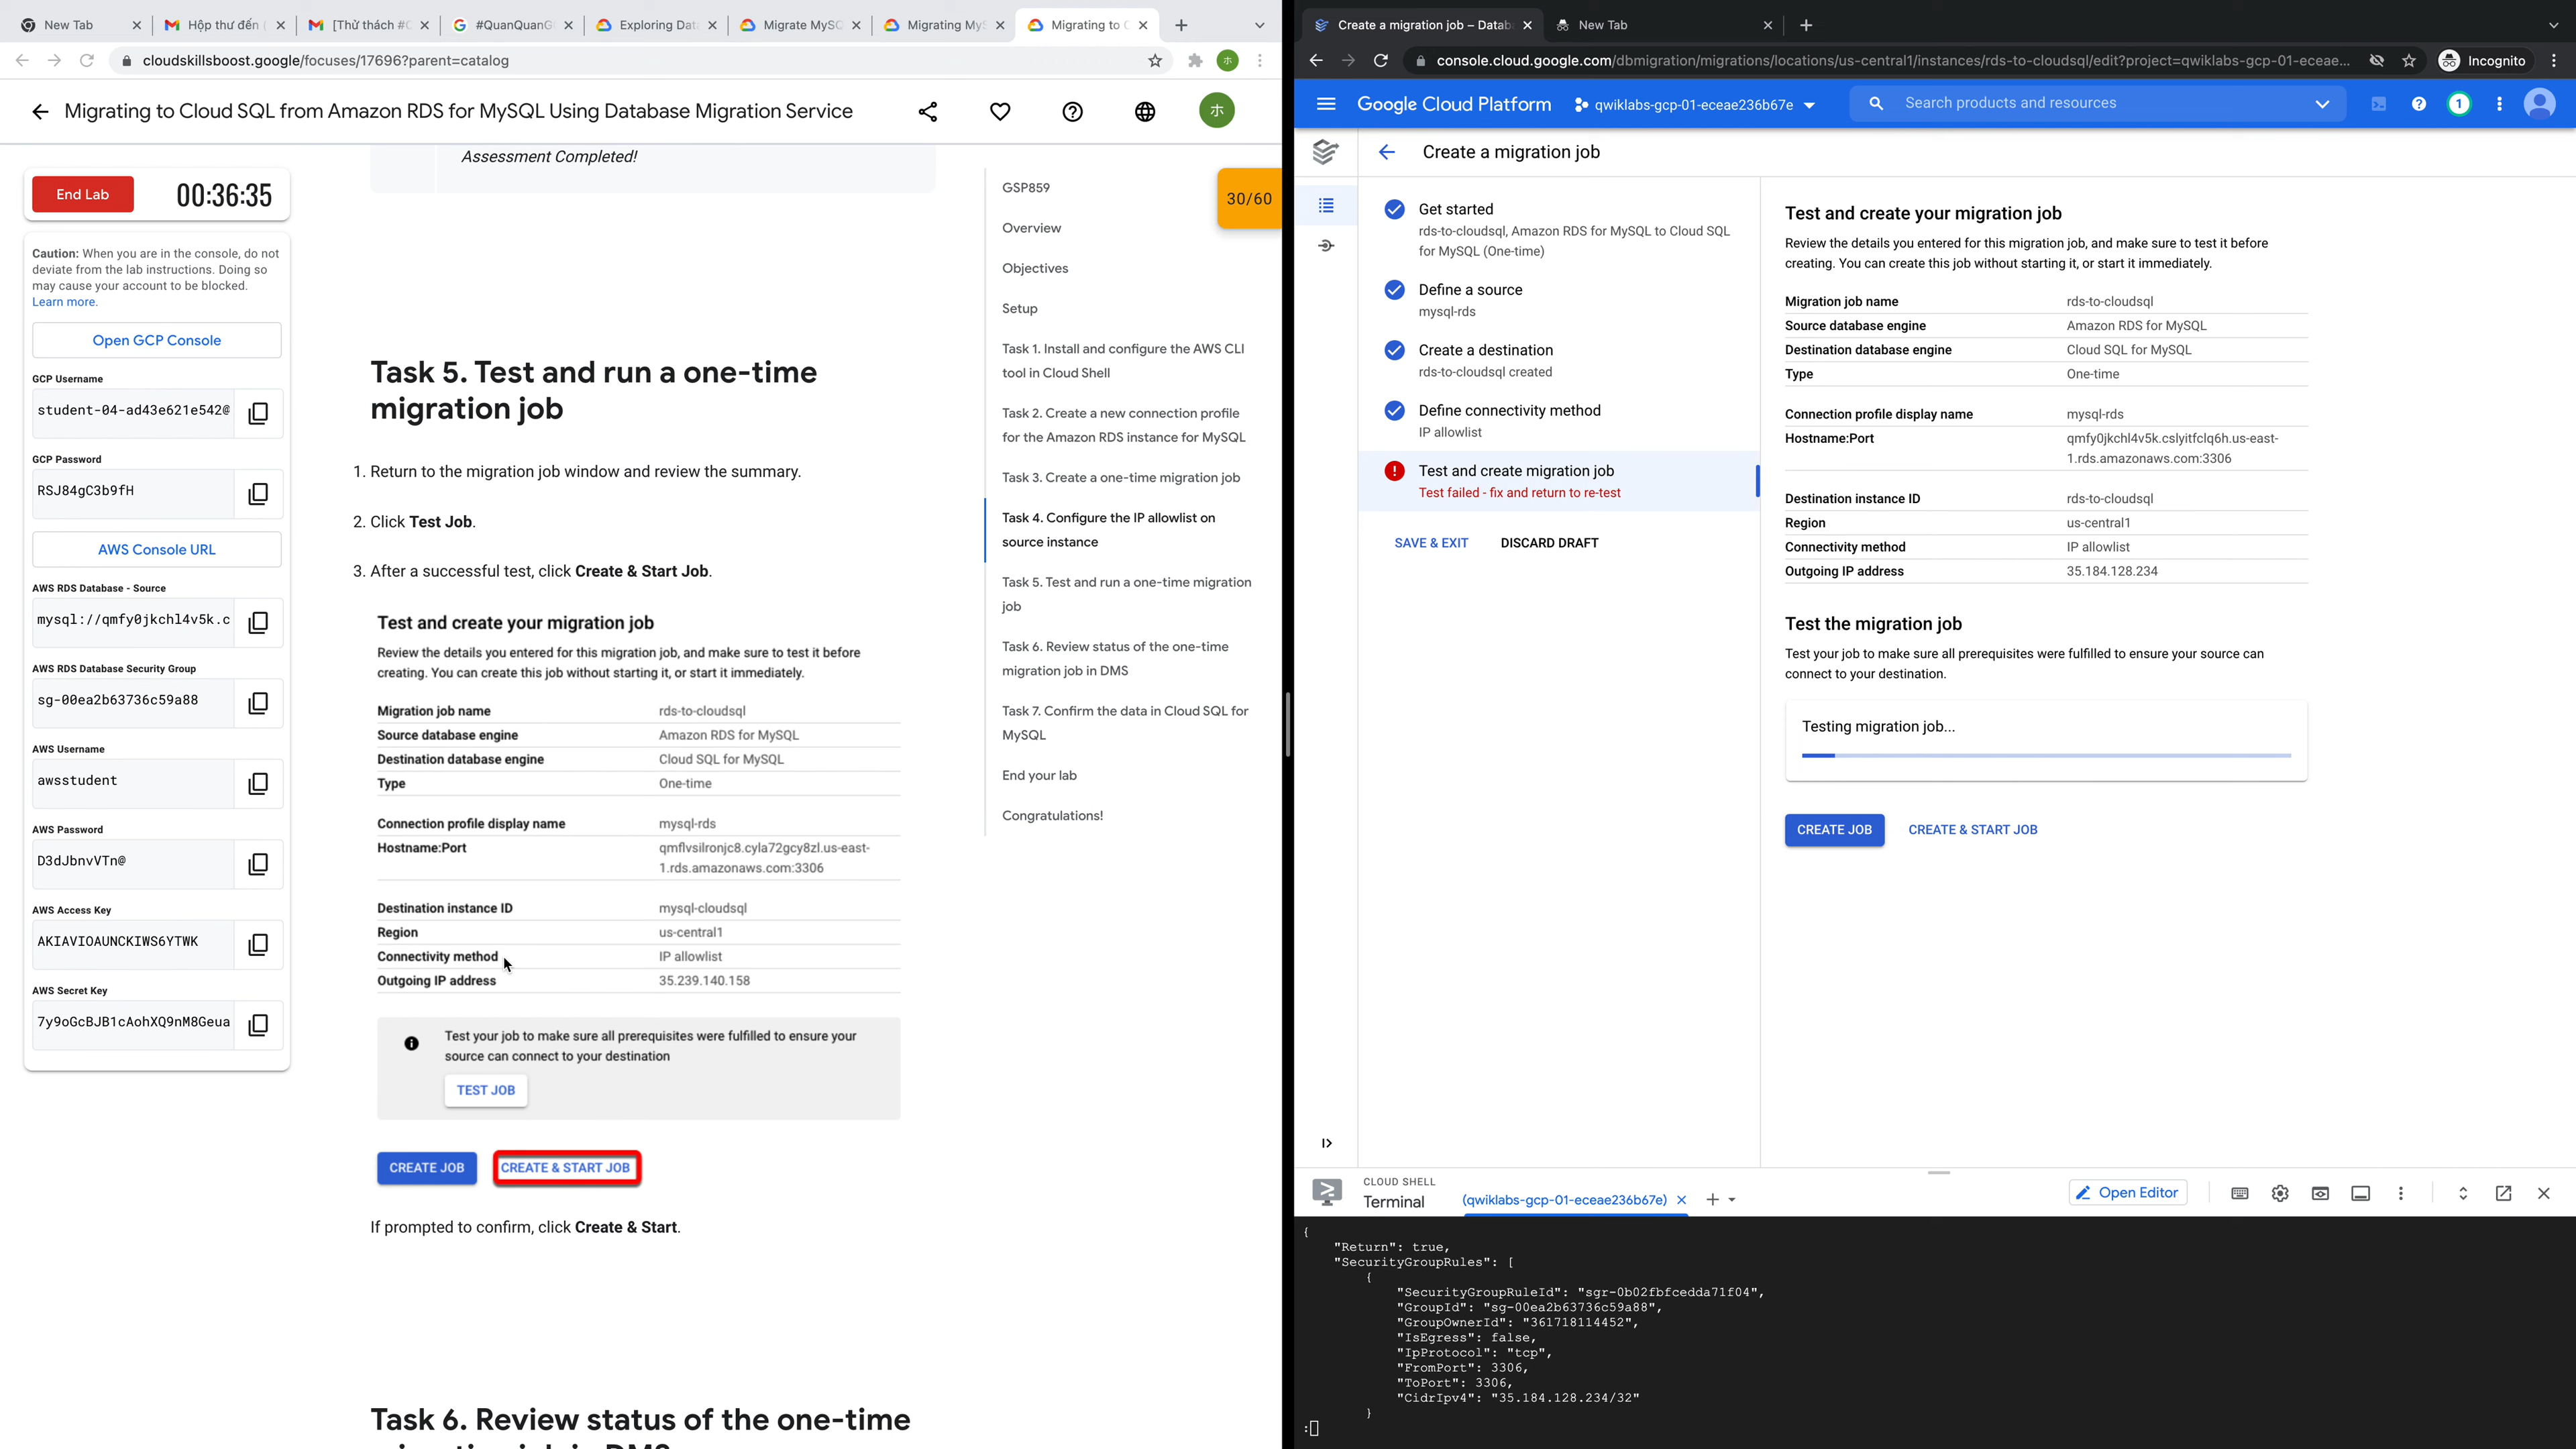 New Tab
Hộp thư đến (
[Thử thách #C
#QuanQuanG
Exploring Data
Migrate MySQ
Migrating MyS
Migrating to C
cloudskillsboost.google/focuses/17696?parent=catalog
Migrating to Cloud SQL from Amazon RDS for MySQL Using Database Migration Service
ホ
Assessment Completed!
End Lab
00:36:35
30/60
Caution: When you are in the console, do not
deviate from the lab instructions. Doing so
may cause your account to be blocked.
Learn more.
Open GCP Console
GCP Username
student-04-ad43e621e542@
GCP Password
RSJ84gC3b9fH
AWS Console URL
AWS RDS Database - Source
mysql://qmfy0jkchl4v5k.c
AWS RDS Database Security Group
sg-00ea2b63736c59a88
AWS Username
awsstudent
AWS Password
D3dJbnvVTn@
AWS Access Key
AKIAVIOAUNCKIWS6YTWK
AWS Secret Key
7y9oGcBJB1cAohXQ9nM8Geua
Task 5. Test and run a one-time
migration job
1. Return to the migration job window and review the summary.
2. Click Test Job.
3. After a successful test, click Create & Start Job.
Test and create your migration job
Review the details you entered for this migration job, and make sure to test it before
creating. You can create this job without starting it, or start it immediately.
Migration job name rds-to-cloudsql
Source database engine Amazon RDS for MySQL
Destination database engine Cloud SQL for MySQL
Type One-time
Connection profile display name mysql-rds
Hostname:Port qmflvsilronjc8.cyla72gcy8zl.us-east-
1.rds.amazonaws.com:3306
Destination instance ID mysql-cloudsql
Region us-central1
Connectivity method IP allowlist
Outgoing IP address 35.239.140.158
Test your job to make sure all prerequisites were fulfilled to ensure your
source can connect to your destination
TEST JOB
CREATE JOB
CREATE & START JOB
If prompted to confirm, click Create & Start.
Task 6. Review status of the one-time
GSP859
Overview
Objectives
Setup
Task 1. Install and configure the AWS CLI
tool in Cloud Shell
Task 2. Create a new connection profile
for the Amazon RDS instance for MySQL
Task 3. Create a one-time migration job
Task 4. Configure the IP allowlist on
source instance
Task 5. Test and run a one-time migration
job
Task 6. Review status of the one-time
migration job in DMS
Task 7. Confirm the data in Cloud SQL for
MySQL
End your lab
Congratulations!
Create a migration job – Datab
New Tab
console.cloud.google.com/dbmigration/migrations/locations/us-central1/instances/rds-to-cloudsql/edit?project=qwiklabs-gcp-01-eceae...
Incognito
Google Cloud Platform
qwiklabs-gcp-01-eceae236b67e
Search products and resources
1
Create a migration job
Get started
rds-to-cloudsql, Amazon RDS for MySQL to Cloud SQL
for MySQL (One-time)
Define a source
mysql-rds
Create a destination
rds-to-cloudsql created
Define connectivity method
IP allowlist
Test and create migration job
Test failed - fix and return to re-test
SAVE & EXIT
DISCARD DRAFT
Test and create your migration job
Review the details you entered for this migration job, and make sure to test it before
creating. You can create this job without starting it, or start it immediately.
Migration job name rds-to-cloudsql
Source database engine Amazon RDS for MySQL
Destination database engine Cloud SQL for MySQL
Type One-time
Connection profile display name mysql-rds
Hostname:Port qmfy0jkchl4v5k.cslyitfclq6h.us-east-
1.rds.amazonaws.com:3306
Destination instance ID rds-to-cloudsql
Region us-central1
Connectivity method IP allowlist
Outgoing IP address 35.184.128.234
Test the migration job
Test your job to make sure all prerequisites were fulfilled to ensure your source can
connect to your destination.
Testing migration job...
CREATE JOB
CREATE & START JOB
CLOUD SHELL
Terminal
(qwiklabs-gcp-01-eceae236b67e)
Open Editor
{
"Return": true,
"SecurityGroupRules": [
{
"SecurityGroupRuleId": "sgr-0b02fbfcedda71f04",
"GroupId": "sg-00ea2b63736c59a88",
"GroupOwnerId": "361718114452",
"IsEgress": false,
"IpProtocol": "tcp",
"FromPort": 3306,
"ToPort": 3306,
"CidrIpv4": "35.184.128.234/32"
}
: